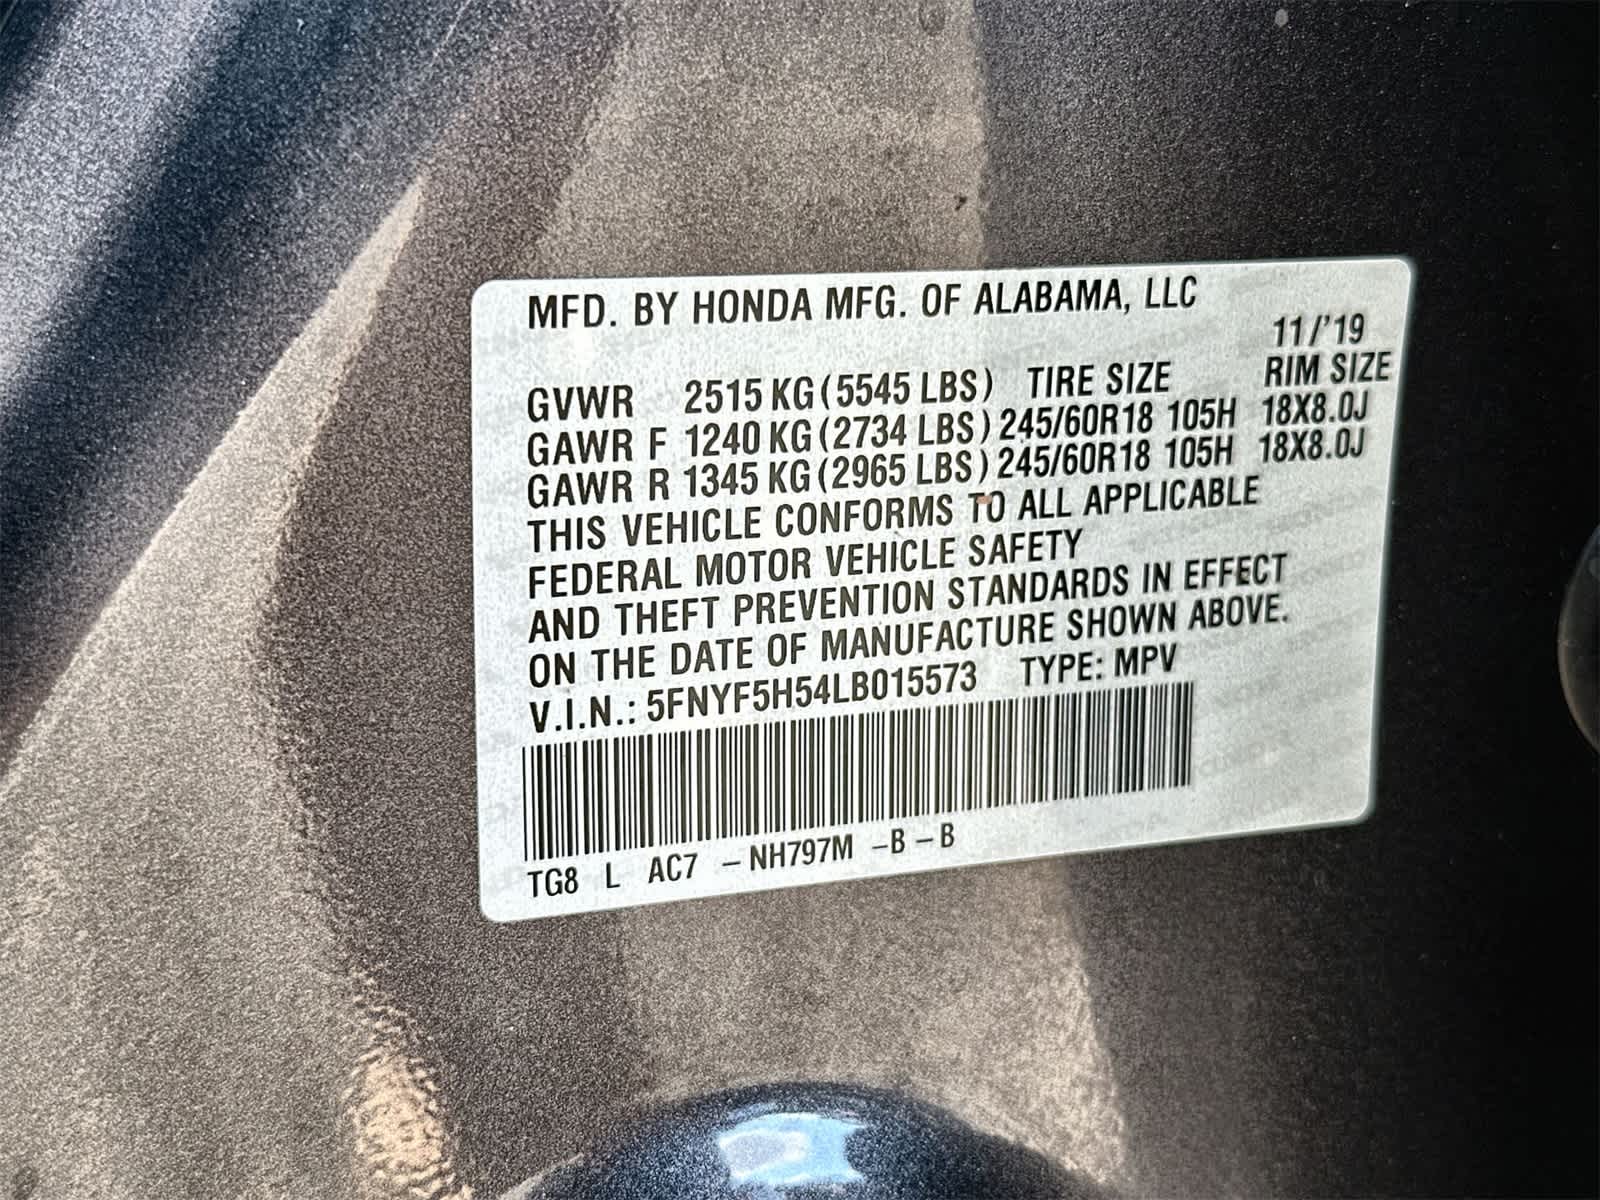 MFD. BY HONDA MFG. OF ALABAMA, LLC
11/'19
GVWR 2515 KG (5545 LBS) TIRE SIZE RIM SIZE
GAWR F 1240 KG (2734 LBS) 245/60R18 105H 18X8.0J
GAWR R 1345 KG (2965 LBS) 245/60R18 105H 18X8.0J
THIS VEHICLE CONFORMS TO ALL APPLICABLE
FEDERAL MOTOR VEHICLE SAFETY
AND THEFT PREVENTION STANDARDS IN EFFECT
ON THE DATE OF MANUFACTURE SHOWN ABOVE.
V.I.N.: 5FNYF5H54LB015573 TYPE: MPV
TG8 L AC7 – NH797M – B – B